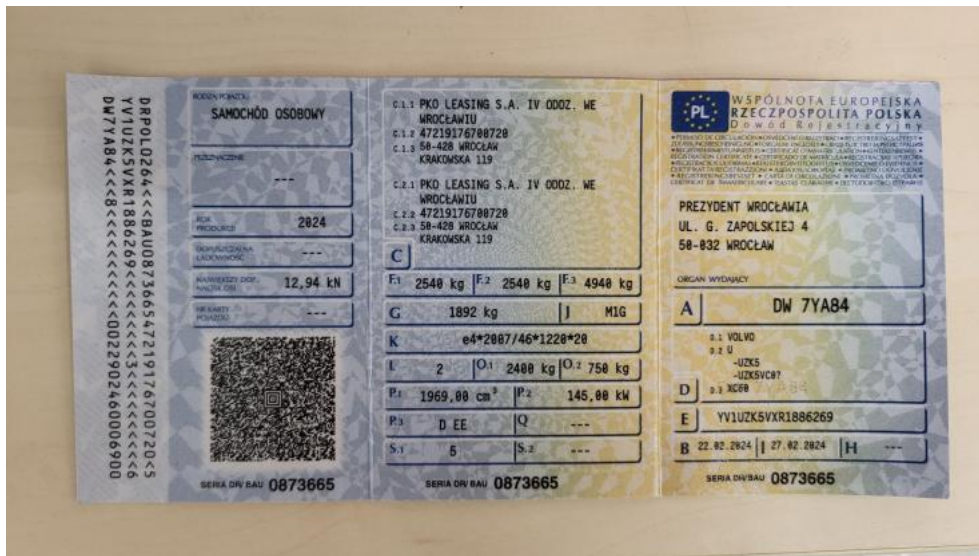 DRPOLO264<<<BAU08736654721917670072O<5
YV1UZK5VXR1886269<<<<<<<3<<<<<<<<<6
DW7YA84<<<8<<<<<<<<<<<002290246006900
RODZAJ POJAZDU
SAMOCHÓD OSOBOWY
PRZEZNACZENIE
---
ROK PRODUKCJI
2024
DOPUSZCZALNA ŁADOWNOŚĆ
---
NAJWIĘKSZY DOP. NACISK OSI
12,94 kN
NR KARTY POJAZDU
---
SERIA DR/BAU 0873665
C.1.1 PKO LEASING S.A. IV ODDZ. WE
WROCŁAWIU
C.1.2 47219176700720
C.1.3 50-428 WROCŁAW
KRAKOWSKA 119
C.2.1 PKO LEASING S.A. IV ODDZ. WE
WROCŁAWIU
C.2.2 47219176700720
C.2.3 50-428 WROCŁAW
KRAKOWSKA 119
C
F.1 2540 kg F.2 2540 kg F.3 4940 kg
G 1892 kg J M1G
K e4*2007/46*1220*20
L 2 O.1 2400 kg O.2 750 kg
P.1 1969,00 cm³ P.2 145,00 kW
P.3 D EE Q ---
S.1 5 S.2 ---
SERIA DR/BAU 0873665
PL
WSPÓLNOTA EUROPEJSKA
RZECZPOSPOLITA POLSKA
Dowód Rejestracyjny
PREZYDENT WROCŁAWIA
UL. G. ZAPOLSKIEJ 4
50-032 WROCŁAW
ORGAN WYDAJĄCY
A DW 7YA84
D.1 VOLVO
D.2 U
-UZK5
-UZK5VC0?
D D.3 XC60
E YV1UZK5VXR1886269
B 22.02.2024 I 27.02.2024 H ---
SERIA DR/BAU 0873665